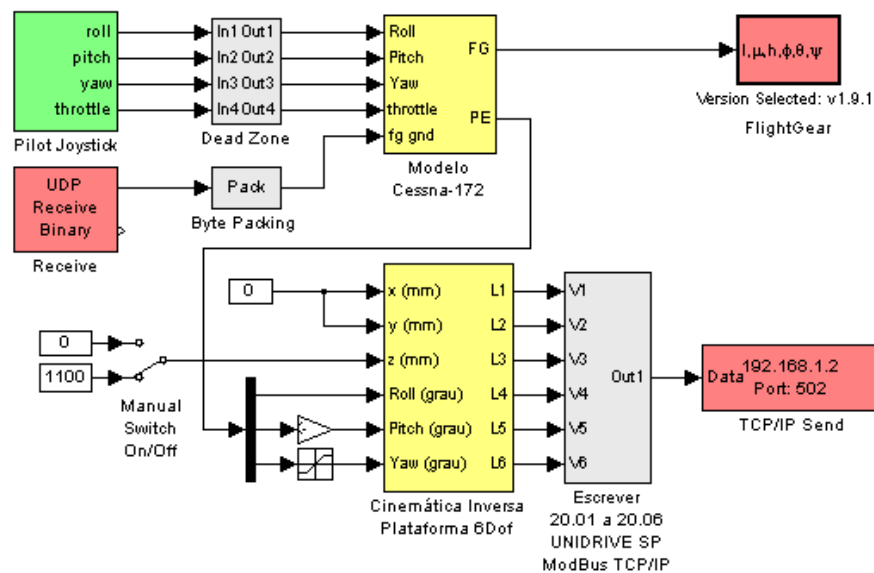 roll
pitch
yaw
throttle
Pilot Joystick
In1 Out1
In2 Out2
In3 Out3
In4 Out4
Dead Zone
Roll
Pitch
Yaw
throttle
fg gnd
FG
PE
Modelo
Cessna-172
l,μ,h,ϕ,θ,ψ
Version Selected: v1.9.1
FlightGear
UDP
Receive
Binary
Receive
Pack
Byte Packing
0
0
1100
Manual
Switch
On/Off
x (mm)
y (mm)
z (mm)
Roll (grau)
Pitch (grau)
Yaw (grau)
L1
L2
L3
L4
L5
L6
Cinemática Inversa
Plataforma 6Dof
V1
V2
V3
V4
V5
V6
Out1
Escrever
20.01 a 20.06
UNIDRIVE SP
ModBus TCP/IP
192.168.1.2
Data
Port: 502
TCP/IP Send